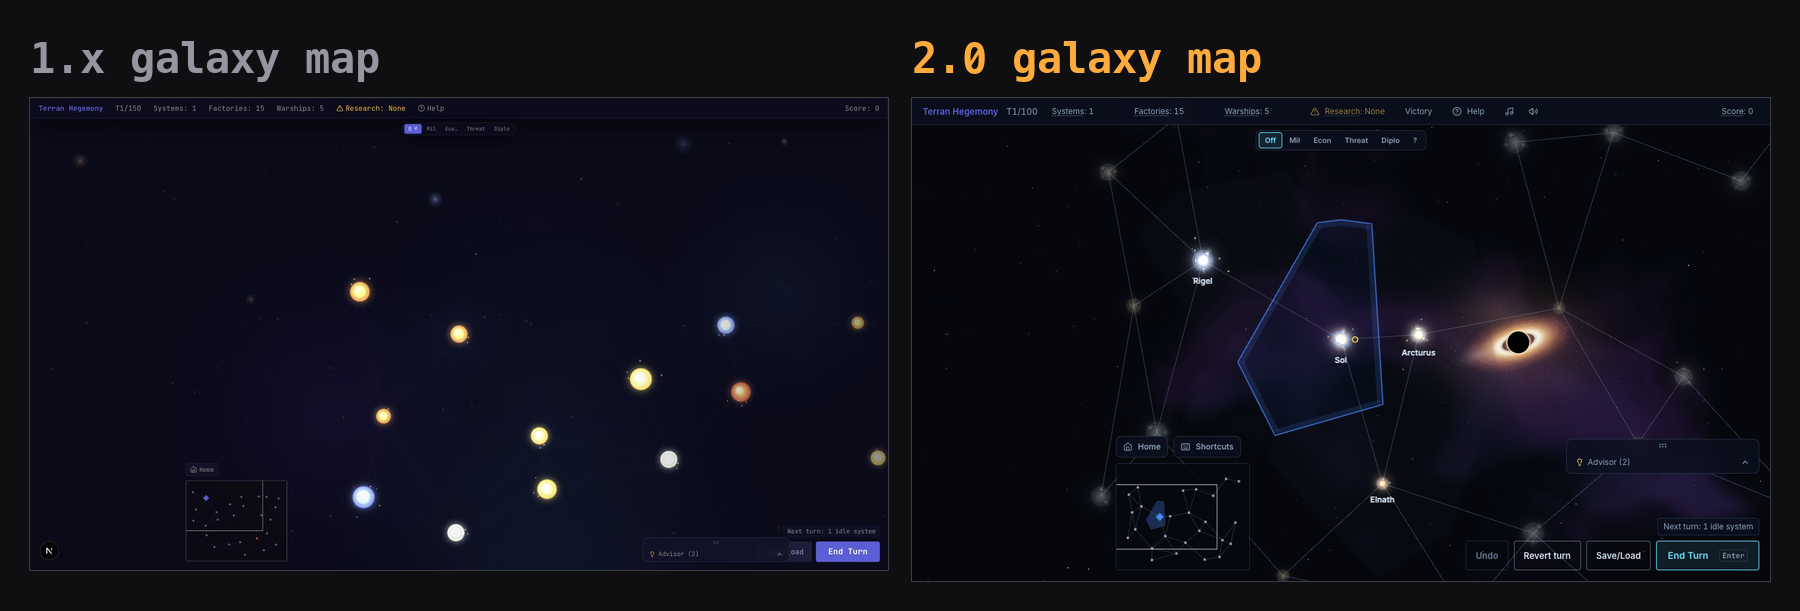 1.x galaxy map
Terran Hegemony T1/150 Systems: 1 Factories: 15 Warships: 5 Research: None Help Score: 0
Mil Threat Diplo
Home
Next turn: 1 idle system
Advisor (2)
End Turn
N
2.0 galaxy map
Terran Hegemony T1/100 Systems: 1 Factories: 15 Warships: 5 Research: None Victory Help Score: 0
Off Mil Econ Threat Diplo ?
Rigel
Sol
Arcturus
Home Shortcuts
Advisor (2)
Elnath
Next turn: 1 idle system
Undo Revert turn Save/Load End Turn Enter